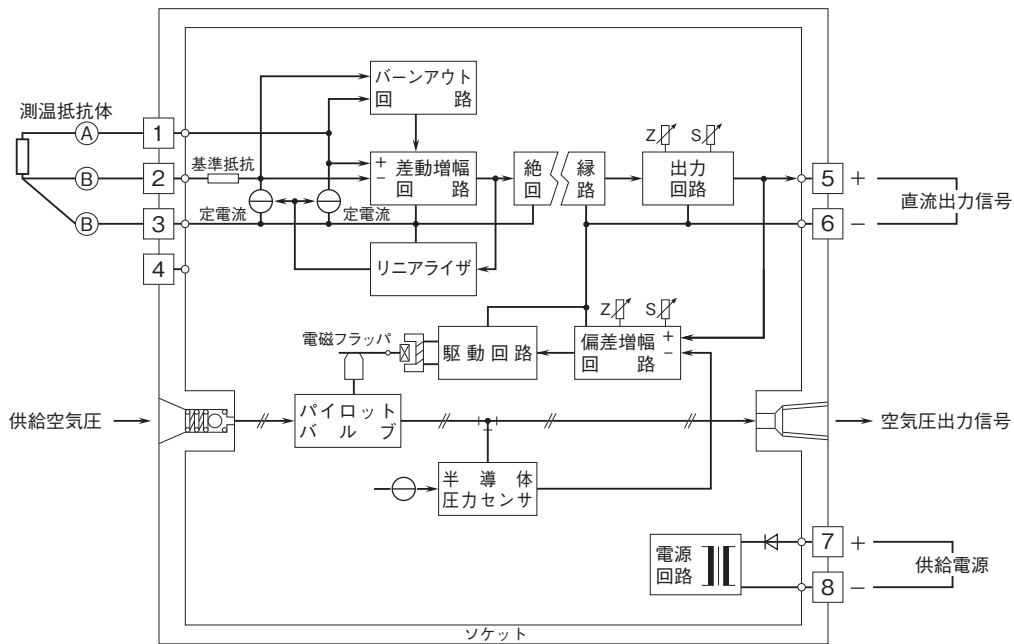 バーンアウト
回路
測温抵抗体
A
1
Z
S
B
2
基準抵抗
+
-
差動増幅
回路
絶縁
回路
出力
回路
5
+
直流出力信号
B
3
定電流
定電流
6
-
4
リニアライザ
Z
S
電磁フラッパ
駆動回路
偏差増幅
回路
+
-
供給空気圧
パイロット
バルブ
空気圧出力信号
半導体
圧力センサ
電源
回路
7
+
供給電源
8
-
ソケット